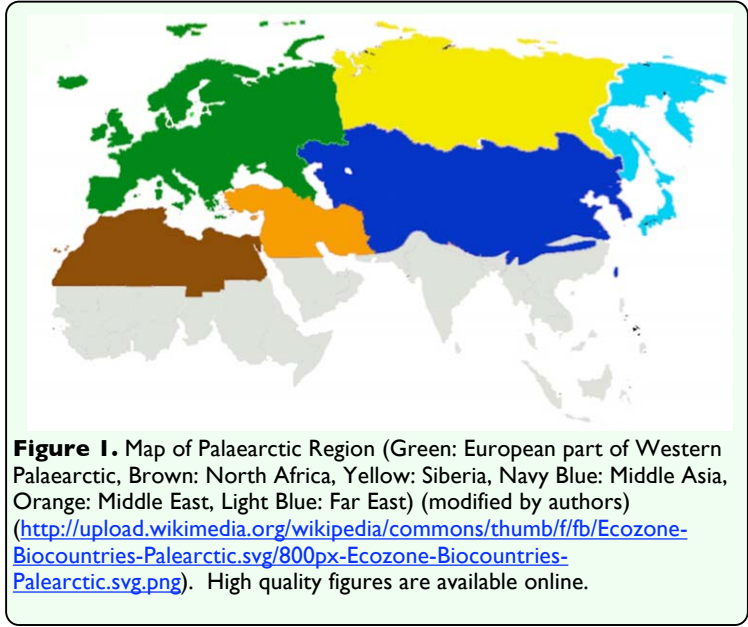 Figure 1. Map of Palaearctic Region (Green: European part of Western
Palaearctic, Brown: North Africa, Yellow: Siberia, Navy Blue: Middle Asia,
Orange: Middle East, Light Blue: Far East) (modified by authors)
(http://upload.wikimedia.org/wikipedia/commons/thumb/f/fb/Ecozone-
Biocountries-Palearctic.svg/800px-Ecozone-Biocountries-
Palearctic.svg.png). High quality figures are available online.